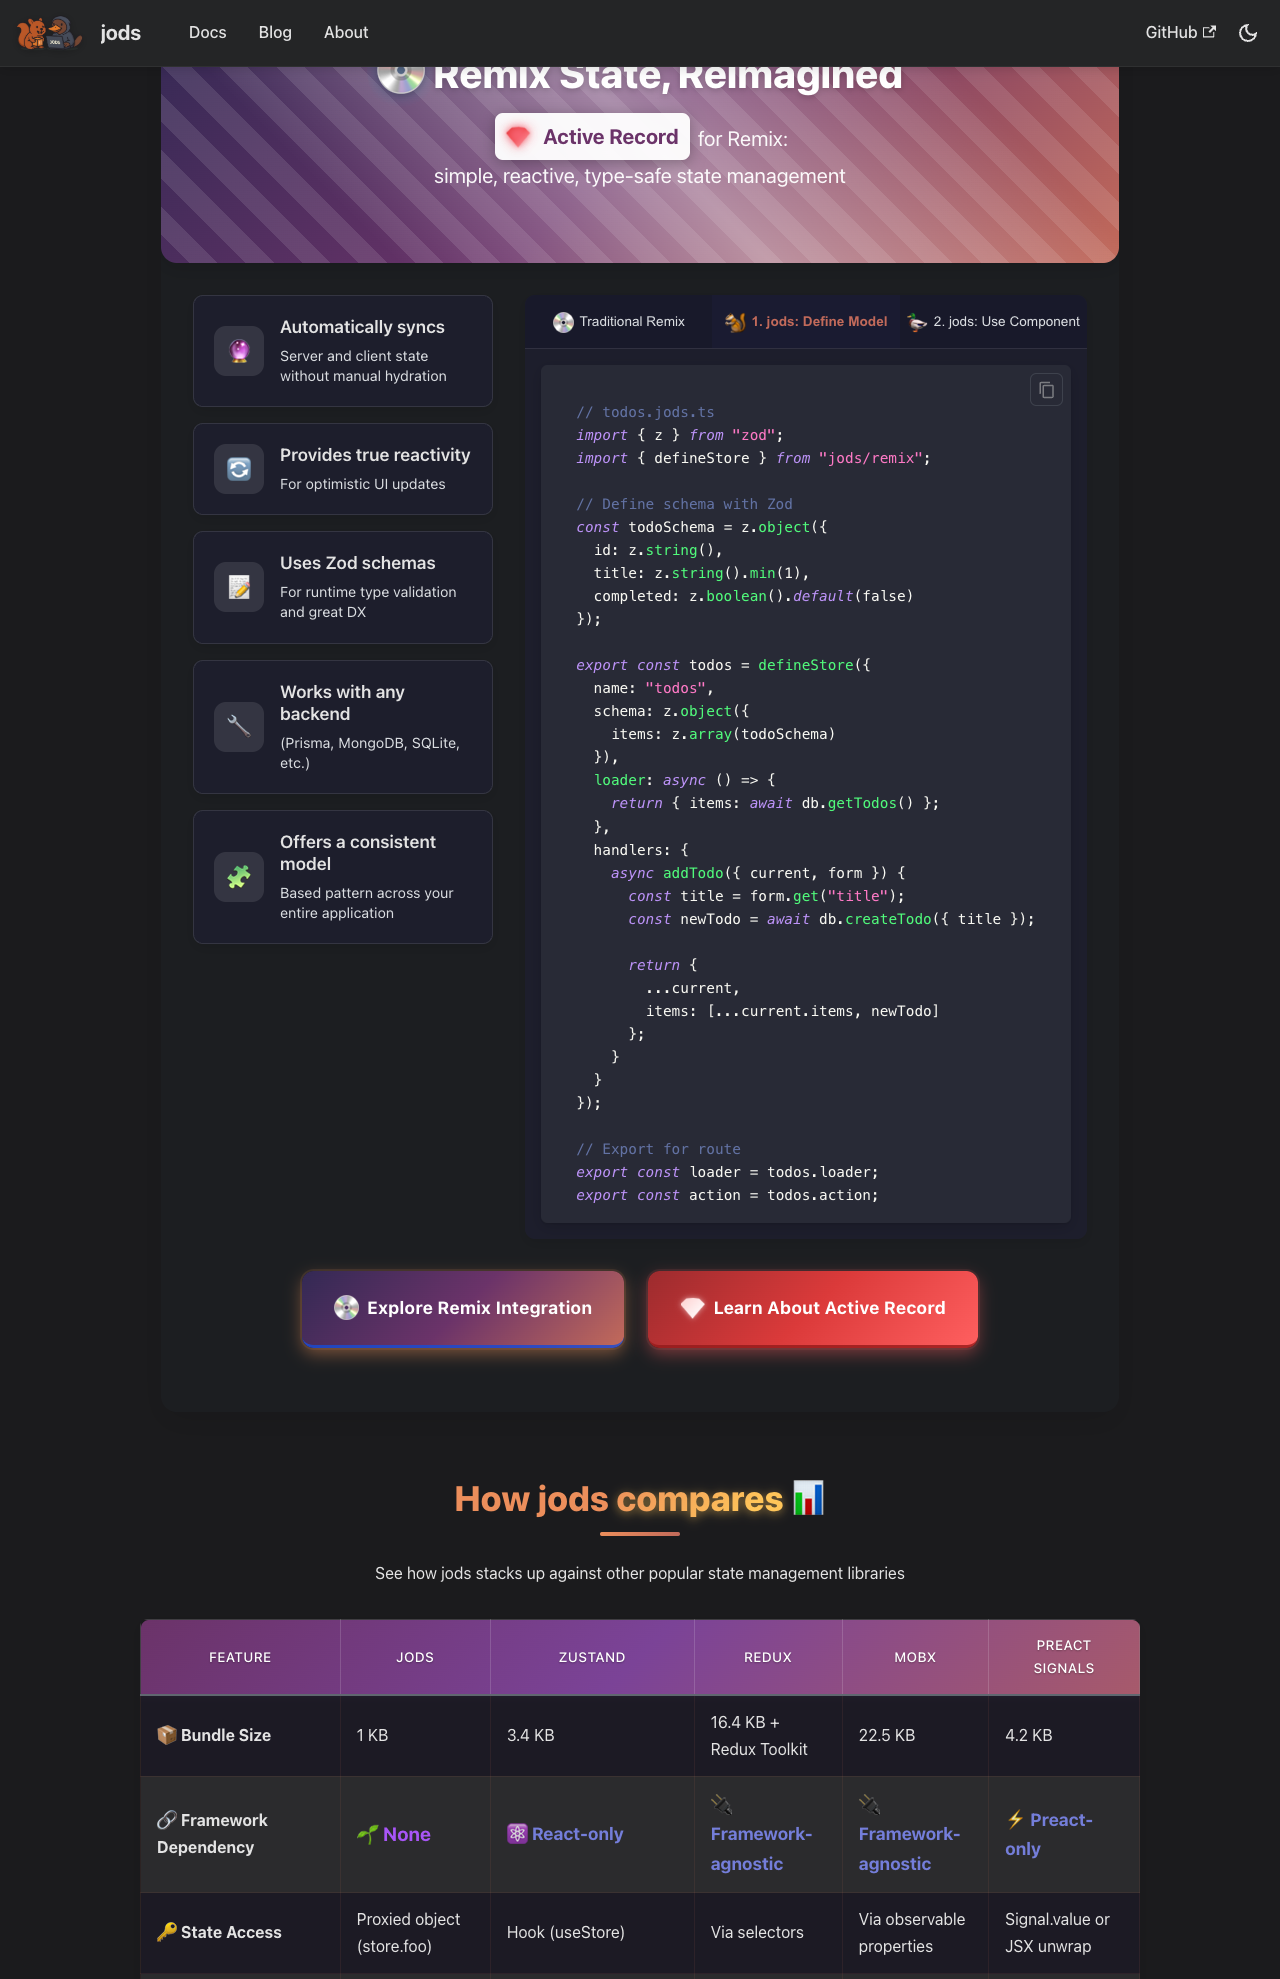 jods
Docs
Blog
About
GitHub
Remix State, Reimagined
Active Record for Remix:
simple, reactive, type-safe state management
Automatically syncs
Server and client state
without manual hydration
Provides true reactivity
For optimistic UI updates
Uses Zod schemas
For runtime type validation
and great DX
Works with any
backend
(Prisma, MongoDB, SQLite,
etc.)
Offers a consistent
model
Based pattern across your
entire application
Traditional Remix
1. jods: Define Model
2. jods: Use Component
// todos.jods.ts
import { z } from "zod";
import { defineStore } from "jods/remix";
// Define schema with Zod
const todoSchema = z.object({
  id: z.string(),
  title: z.string().min(1),
  completed: z.boolean().default(false)
});
export const todos = defineStore({
  name: "todos",
  schema: z.object({
    items: z.array(todoSchema)
  }),
  loader: async () => {
    return { items: await db.getTodos() };
  },
  handlers: {
    async addTodo({ current, form }) {
      const title = form.get("title");
      const newTodo = await db.createTodo({ title });
      return {
        ...current,
        items: [...current.items, newTodo]
      };
    }
  }
});
// Export for route
export const loader = todos.loader;
export const action = todos.action;
Explore Remix Integration
Learn About Active Record
How jods compares
See how jods stacks up against other popular state management libraries
FEATURE
JODS
ZUSTAND
REDUX
MOBX
PREACT
SIGNALS
Bundle Size
1 KB
3.4 KB
16.4 KB +
Redux Toolkit
22.5 KB
4.2 KB
Framework
Dependency
None
React-only
Framework-
agnostic
Framework-
agnostic
Preact-
only
State Access
Proxied object
(store.foo)
Hook (useStore)
Via selectors
Via observable
properties
Signal.value or
JSX unwrap